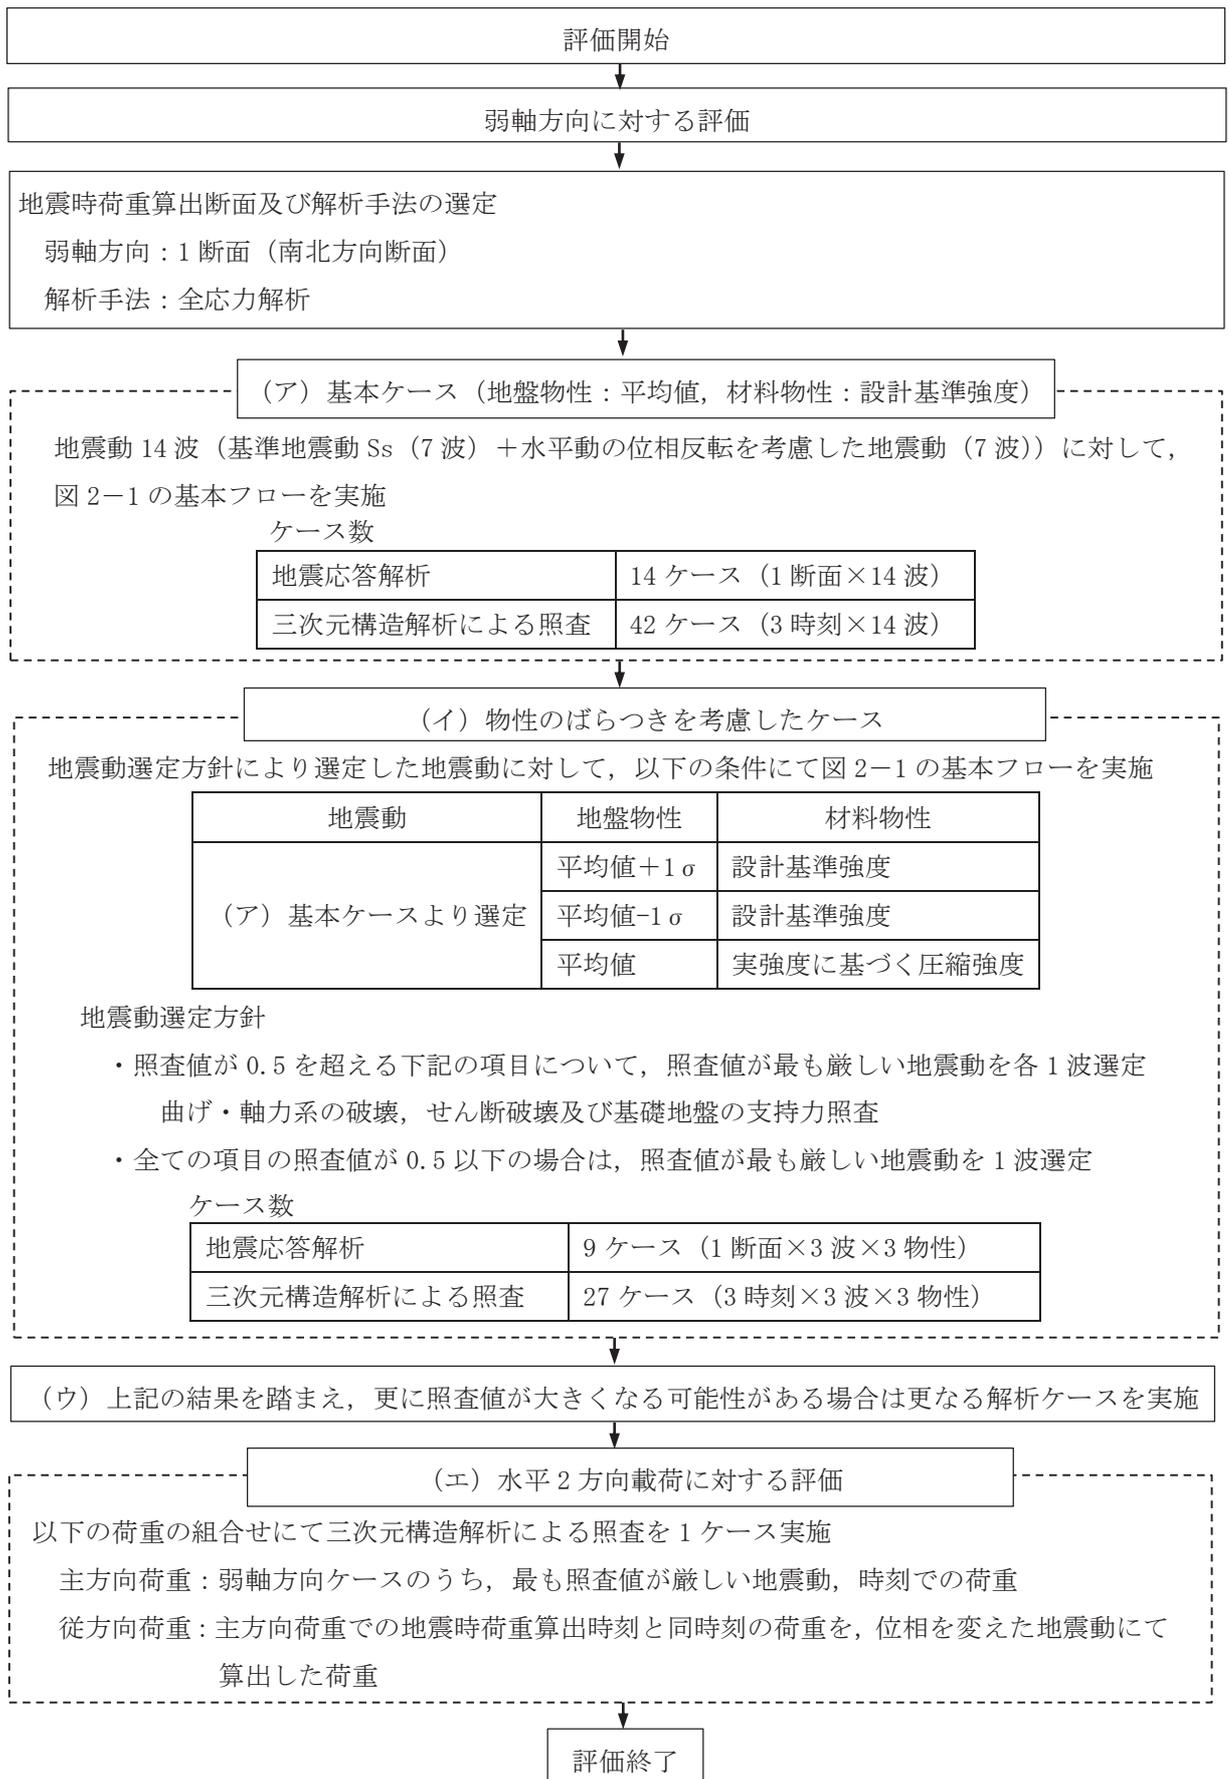 評価開始
弱軸方向に対する評価
地震時荷重算出断面及び解析手法の選定
弱軸方向：1 断面（南北方向断面）
解析手法：全応力解析
（ア）基本ケース（地盤物性：平均値，材料物性：設計基準強度）
地震動 14 波（基準地震動 Ss（7 波）＋水平動の位相反転を考慮した地震動（7 波））に対して，
図 2－1 の基本フローを実施
ケース数
地震応答解析 14 ケース（1 断面×14 波）
三次元構造解析による照査 42 ケース（3 時刻×14 波）
（イ）物性のばらつきを考慮したケース
地震動選定方針により選定した地震動に対して，以下の条件にて図 2－1 の基本フローを実施
地震動 地盤物性 材料物性
平均値＋1σ 設計基準強度
（ア）基本ケースより選定 平均値-1σ 設計基準強度
平均値 実強度に基づく圧縮強度
地震動選定方針
・照査値が 0.5 を超える下記の項目について，照査値が最も厳しい地震動を各 1 波選定
曲げ・軸力系の破壊，せん断破壊及び基礎地盤の支持力照査
・全ての項目の照査値が 0.5 以下の場合は，照査値が最も厳しい地震動を 1 波選定
ケース数
地震応答解析 9 ケース（1 断面×3 波×3 物性）
三次元構造解析による照査 27 ケース（3 時刻×3 波×3 物性）
（ウ）上記の結果を踏まえ，更に照査値が大きくなる可能性がある場合は更なる解析ケースを実施
（エ）水平 2 方向載荷に対する評価
以下の荷重の組合せにて三次元構造解析による照査を 1 ケース実施
主方向荷重：弱軸方向ケースのうち，最も照査値が厳しい地震動，時刻での荷重
従方向荷重：主方向荷重での地震時荷重算出時刻と同時刻の荷重を，位相を変えた地震動にて
算出した荷重
評価終了